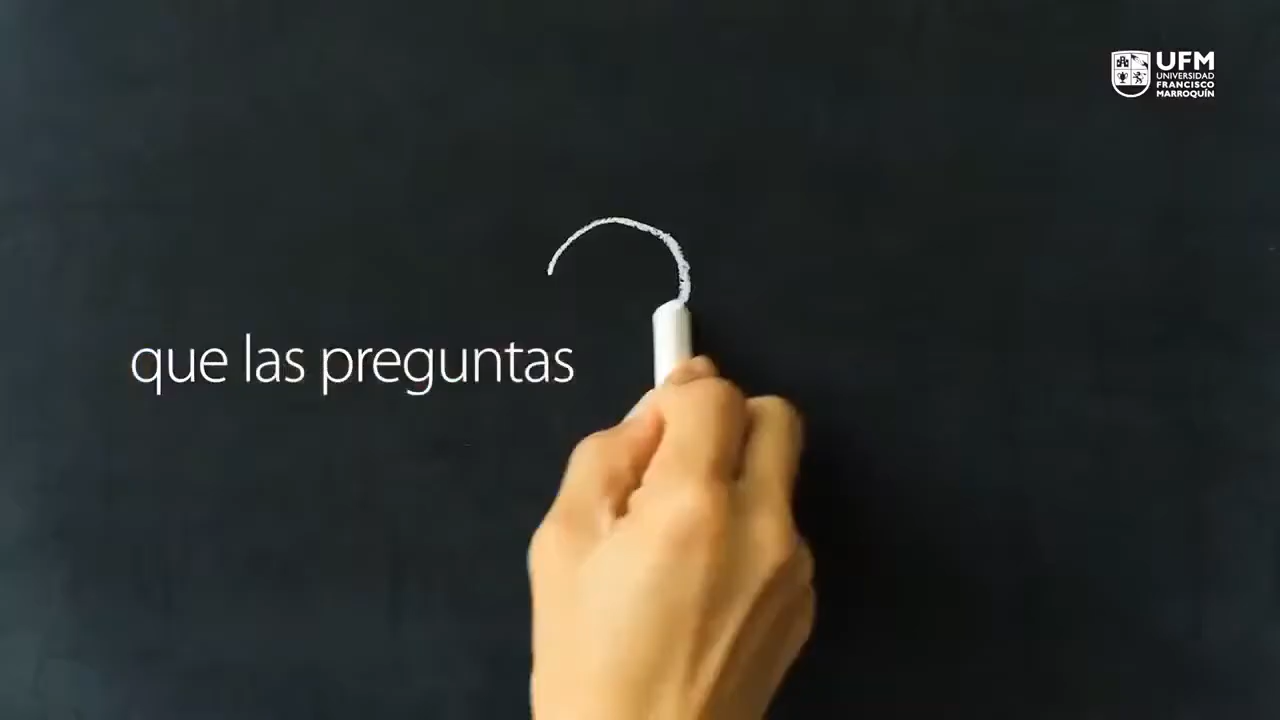 UFM
UNIVERSIDAD
FRANCISCO
MARROQUÍN
que las preguntas